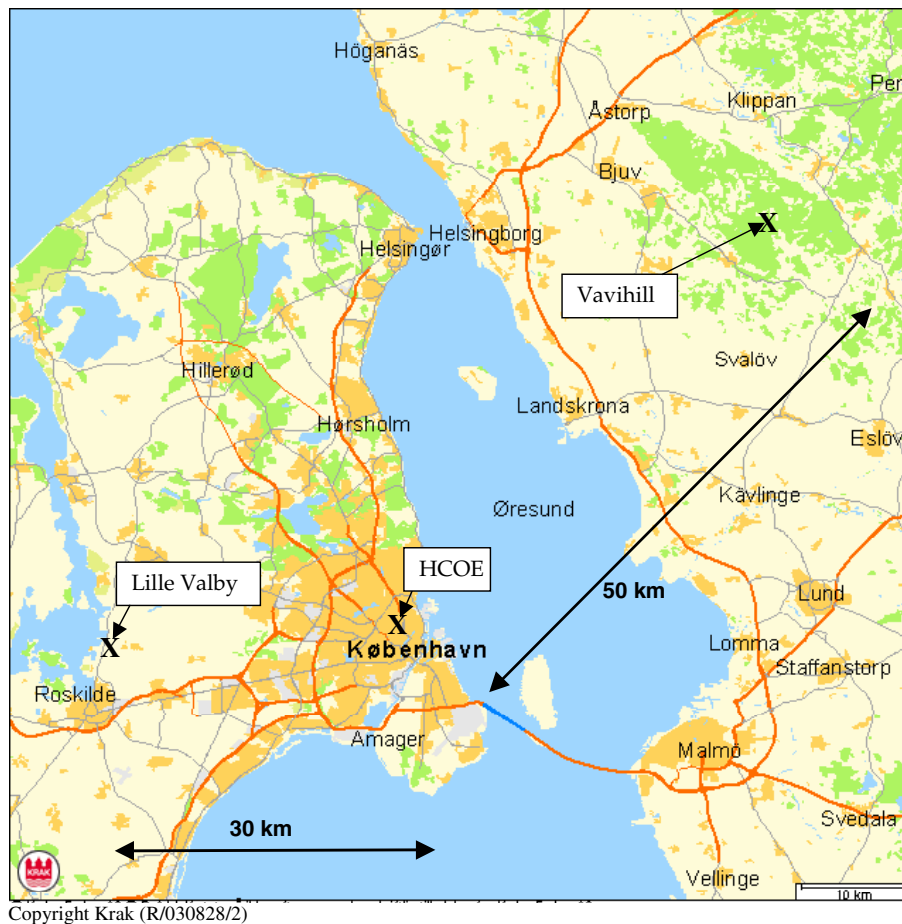 Höganäs
Åstorp
Klippan
Bjuv
Helsingør
Helsingborg
X
Vavihill
Svalöv
Hillerød
Landskrona
Hørsholm
Eslöv
Kävlinge
Øresund
HCOE
Lille Valby
50 km
Lund
X
X
København
Lomma
Staffanstorp
Roskilde
Amager
Malmö
Svedala
30 km
KRAK
Vellinge
10 km
Copyright Krak (R/030828/2)